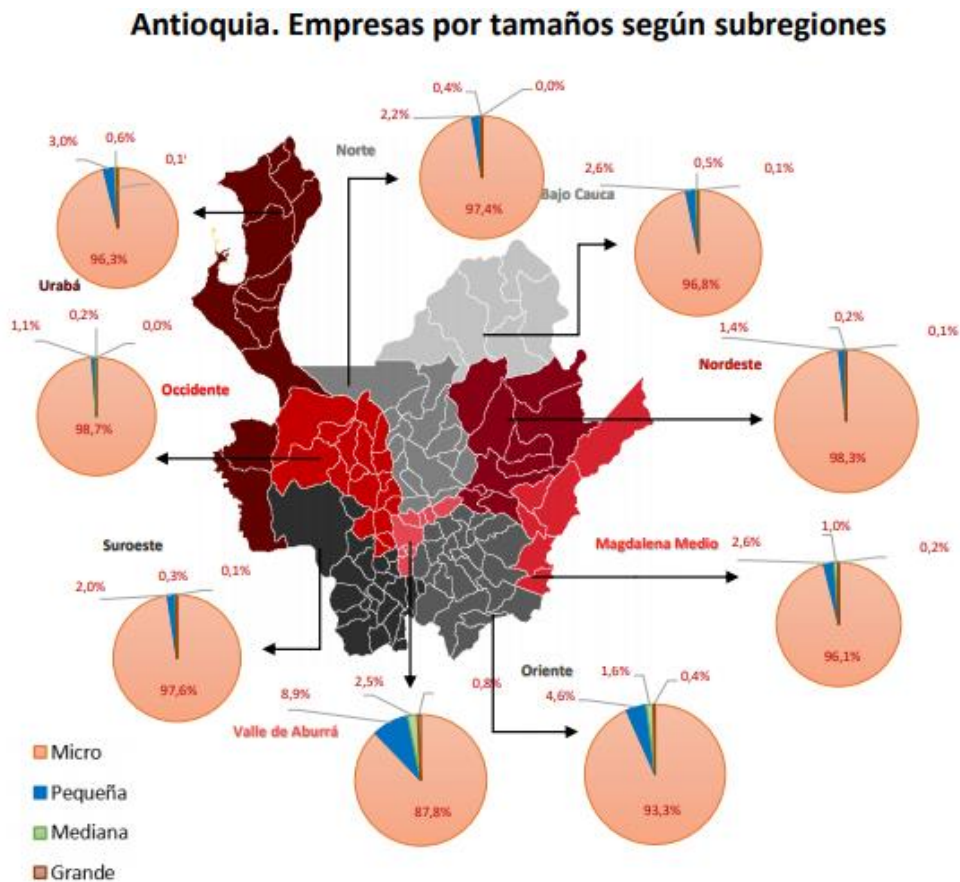 Antioquia. Empresas por tamaños según subregiones
0,4%
0,0%
2,2%
Norte
97,4%
3,0%
0,6%
0,1'
96,3%
Urabá
2,6%
0,5%
0,1%
Bajo Cauca
96,8%
1,1%
0,2%
0,0%
Occidente
98,7%
1,4%
0,2%
0,1%
Nordeste
98,3%
Suroeste
2,0%
0,3%
0,1%
97,6%
Magdalena Medio
2,6%
1,0%
0,2%
96,1%
8,9%
2,5%
0,8%
Valle de Aburrá
87,8%
Oriente
4,6%
1,6%
0,4%
93,3%
Micro
Pequeña
Mediana
Grande